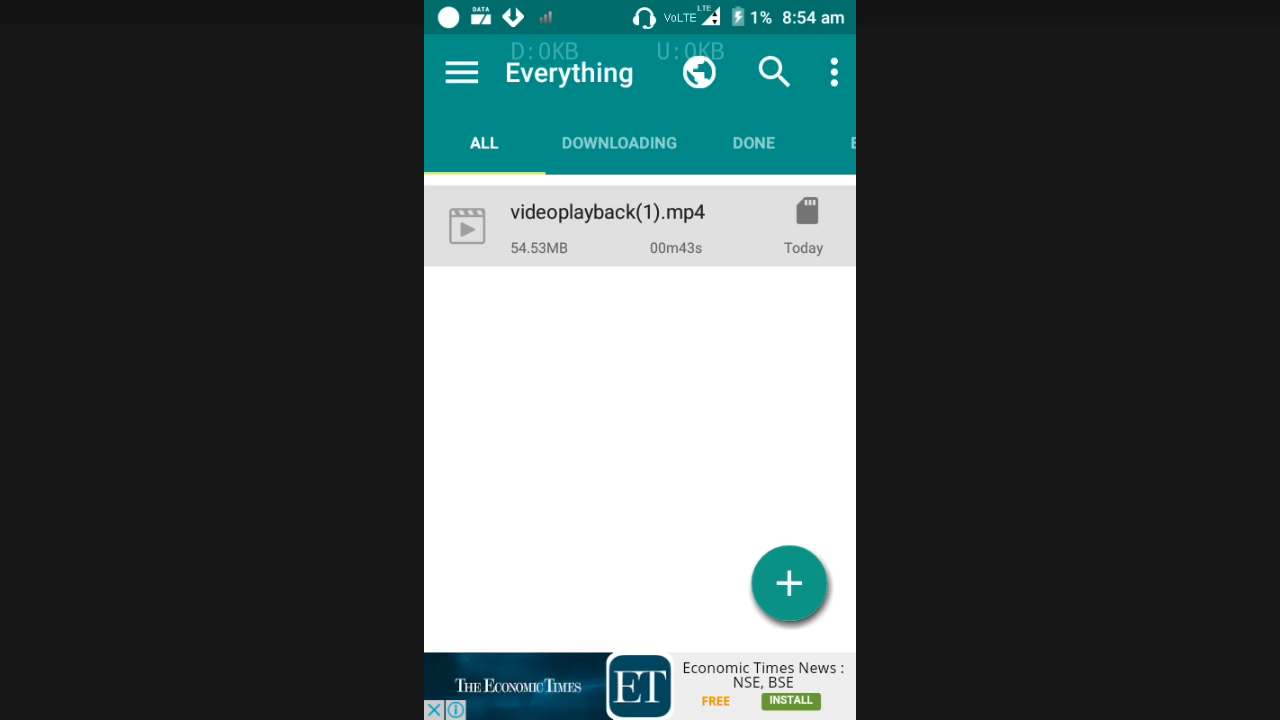 DATA VoLTE LTE 1% 8:54 am
D:0KB U:0KB
Everything
ALL DOWNLOADING DONE
videoplayback(1).mp4
54.53MB 00m43s Today
THE ECONOMIC TIMES
ET
Economic Times News :
NSE, BSE
FREE INSTALL